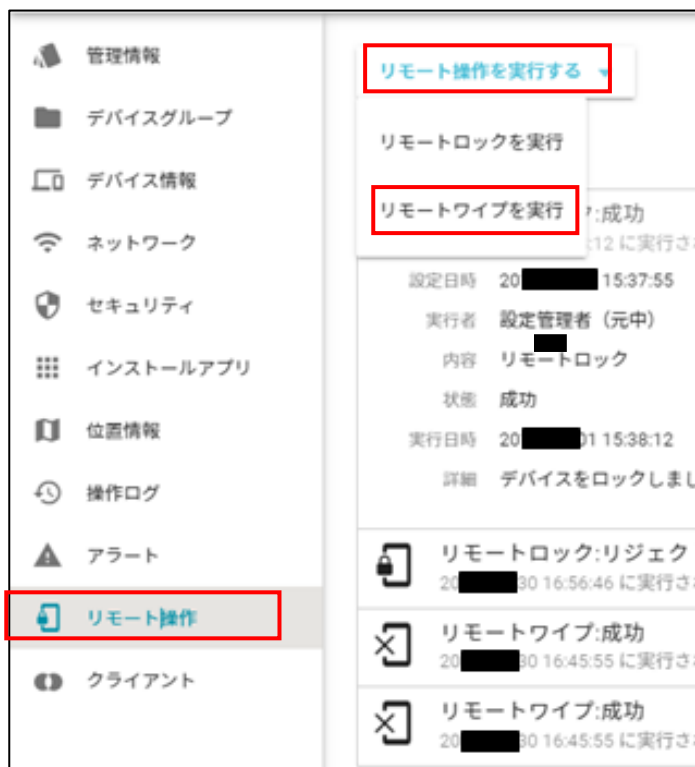 管理情報
デバイスグループ
デバイス情報
ネットワーク
セキュリティ
インストールアプリ
位置情報
操作ログ
アラート
リモート操作
クライアント
リモート操作を実行する
リモートロックを実行
リモートワイプを実行
:成功
:12 に実行さ
設定日時 20 15:37:55
実行者 設定管理者（元中）
内容 リモートロック
状態 成功
実行日時 20 01 15:38:12
詳細 デバイスをロックしまし
リモートロック:リジェク
20 30 16:56:46 に実行さ
リモートワイプ:成功
20 30 16:45:55 に実行さ
リモートワイプ:成功
20 30 16:45:55 に実行さ